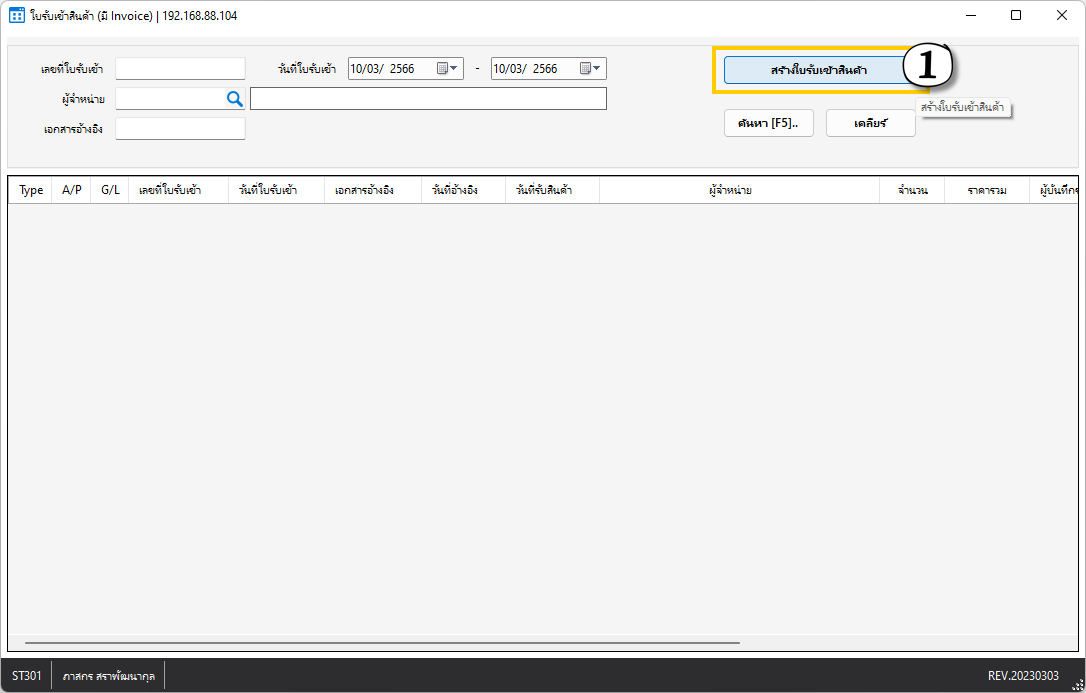 ใบรับเข้าสินค้า (มี Invoice) | 192.168.88.104
เลขที่ใบรับเข้า วันที่ใบรับเข้า 10/03/ 2566 - 10/03/ 2566 สร้างใบรับเข้าสินค้า 1
ผู้จำหน่าย สร้างใบรับเข้าสินค้า
เอกสารอ้างอิง ค้นหา [F5].. เคลียร์
Type A/P G/L เลขที่ใบรับเข้า วันที่ใบรับเข้า เอกสารอ้างอิง วันที่อ้างอิง วันที่รับสินค้า ผู้จำหน่าย จำนวน ราคารวม ผู้บันทึกข
ST301 ภาสกร สราพัฒนากุล REV.20230303